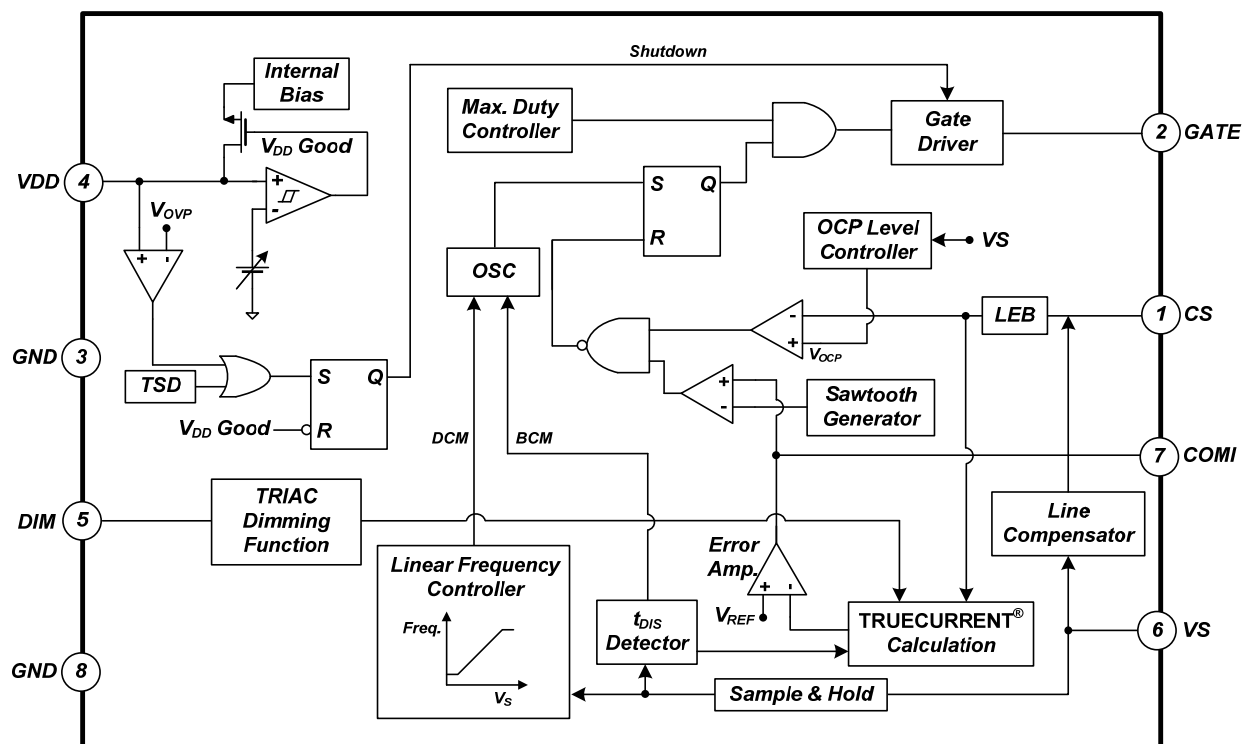 Shutdown
Internal
Bias
Max. Duty
Controller
Gate
Driver
2 GATE
VDD Good
VDD 4
+
-
VOVP
+ -
S Q
R
OCP Level
Controller
VS
OSC
LEB
1 CS
-
+
VOCP
GND 3
TSD
S Q
R
VDD Good
+
-
Sawtooth
Generator
DCM
BCM
7 COMI
DIM 5
TRIAC
Dimming
Function
Line
Compensator
Error
Amp.
+ -
VREF
Linear Frequency
Controller
Freq.
VS
tDIS
Detector
TRUECURRENT®
Calculation
6 VS
GND 8
Sample & Hold